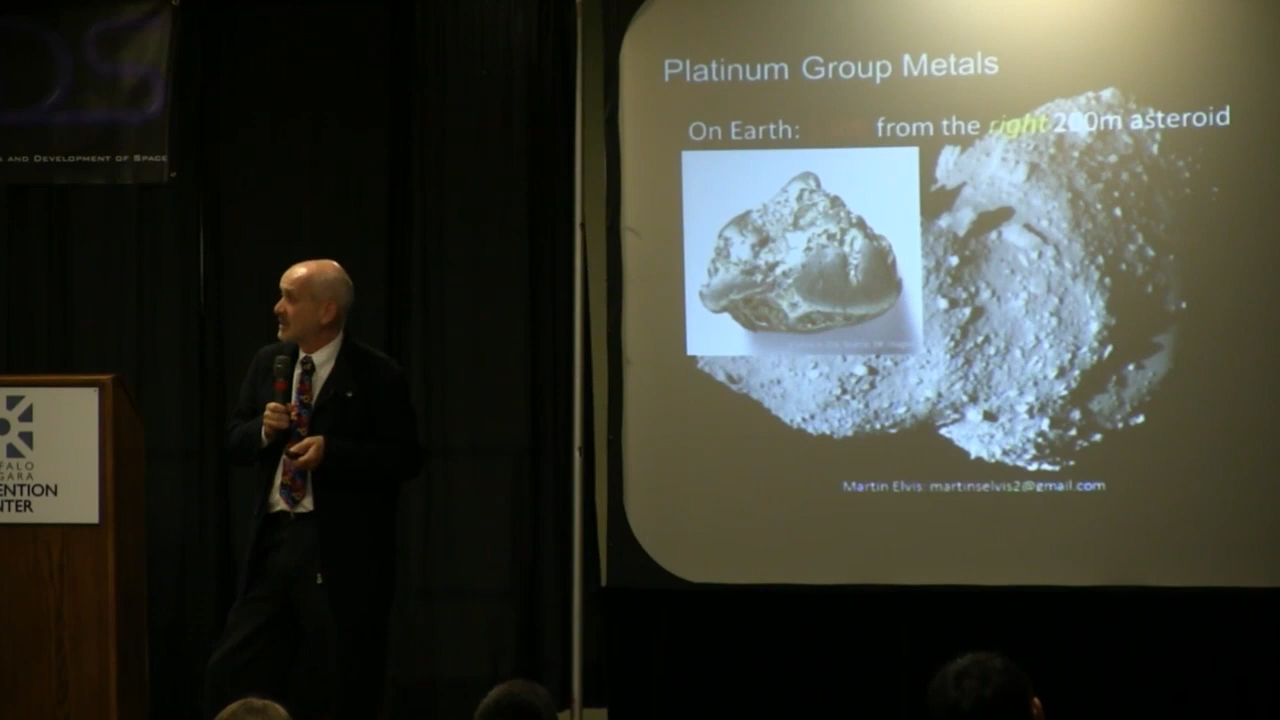 S AND DEVELOPMENT OF SPACE
FALO
GARA
ENTION
NTER
Platinum Group Metals
On Earth: from the right 200m asteroid
Martin Elvis: martinselvis2@gmail.com